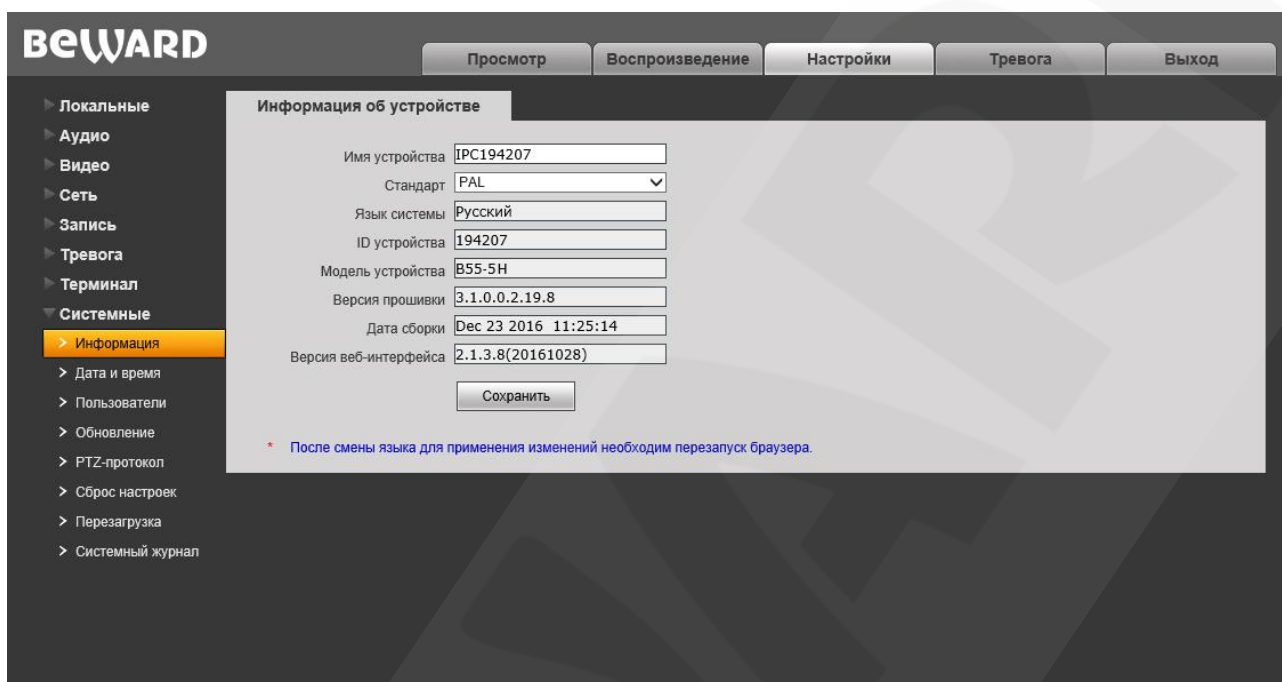 BEWARD
Просмотр
Воспроизведение
Настройки
Тревога
Выход
Локальные
Аудио
Видео
Сеть
Запись
Тревога
Терминал
Системные
Информация
Дата и время
Пользователи
Обновление
PTZ-протокол
Сброс настроек
Перезагрузка
Системный журнал
Информация об устройстве
Имя устройства IPC194207
Стандарт PAL
Язык системы Русский
ID устройства 194207
Модель устройства B55-5H
Версия прошивки 3.1.0.0.2.19.8
Дата сборки Dec 23 2016 11:25:14
Версия веб-интерфейса 2.1.3.8(20161028)
Сохранить
* После смены языка для применения изменений необходим перезапуск браузера.